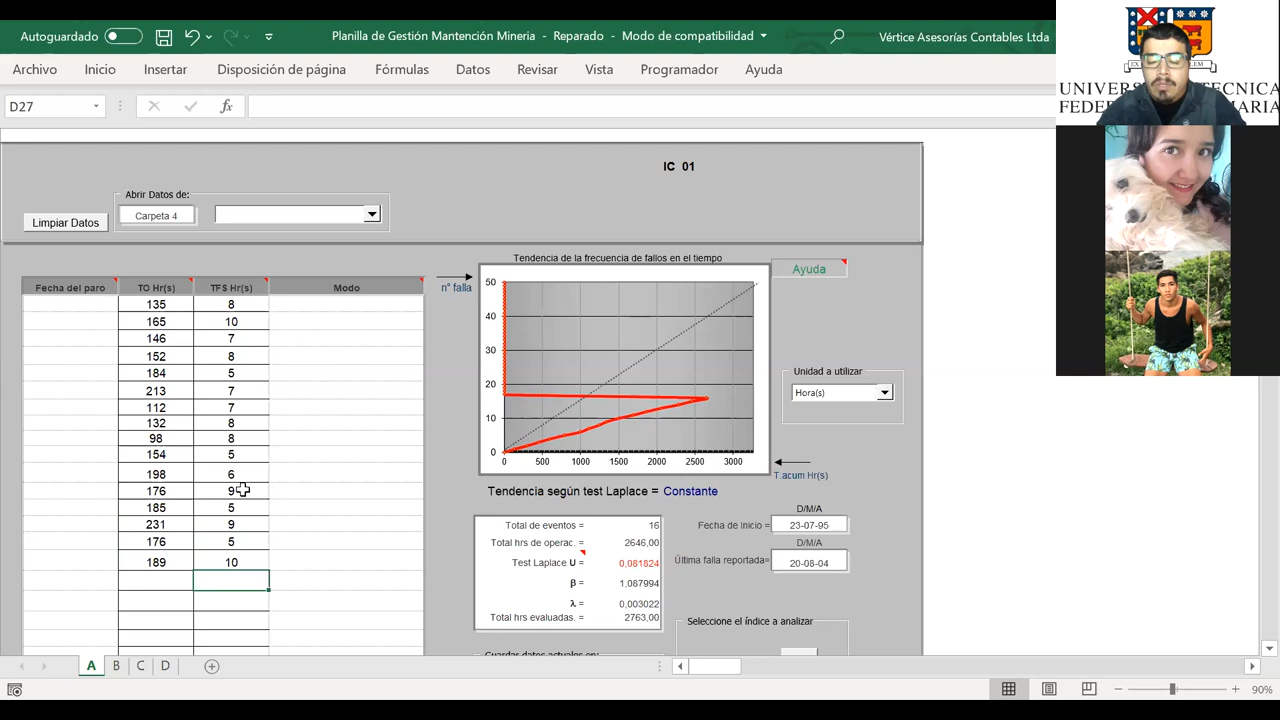 Autoguardado
Planilla de Gestión Mantención Mineria - Reparado - Modo de compatibilidad
Vértice Asesorías Contables Ltda
Archivo Inicio Insertar Disposición de página Fórmulas Datos Revisar Vista Programador Ayuda
D27
fx
IC 01
Abrir Datos de:
Limpiar Datos
Carpeta 4
Tendencia de la frecuencia de fallos en el tiempo
Ayuda
n° falla
Fecha del paro TO Hr(s) TFS Hr(s) Modo
135 8
165 10
146 7
152 8
184 5
213 7
112 7
132 8
98 8
154 5
198 6
176 9
185 5
231 9
176 5
189 10
50
40
30
20
10
0
0 500 1000 1500 2000 2500 3000
T.acum Hr(s)
Unidad a utilizar
Hora(s)
Tendencia según test Laplace = Constante
Total de eventos = 16
Total hrs de operac. = 2646,00
Test Laplace U = 0,081824
β = 1,087994
λ = 0,003022
Total hrs evaluadas. = 2763,00
D/M/A
Fecha de Inicio = 23-07-95
D/M/A
Última falla reportada= 20-08-04
Seleccione el índice a analizar
Guardar datos actuales en:
A B C D
90%